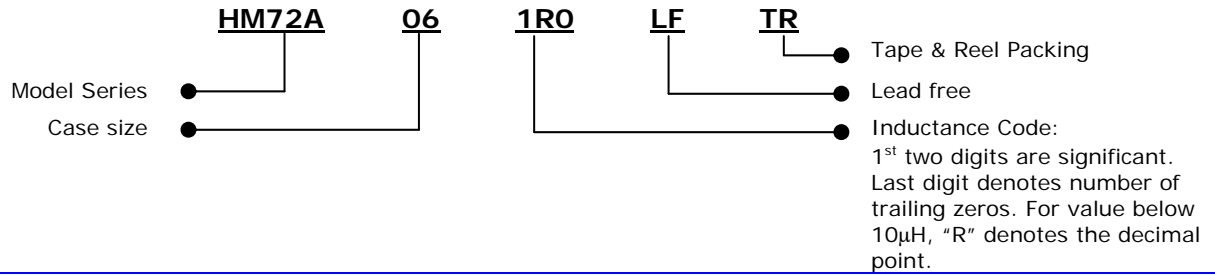 HM72A 06 1R0 LF TR
Tape & Reel Packing
Model Series
Lead free
Case size
Inductance Code:
1st two digits are significant.
Last digit denotes number of
trailing zeros. For value below
10µH, “R” denotes the decimal
point.